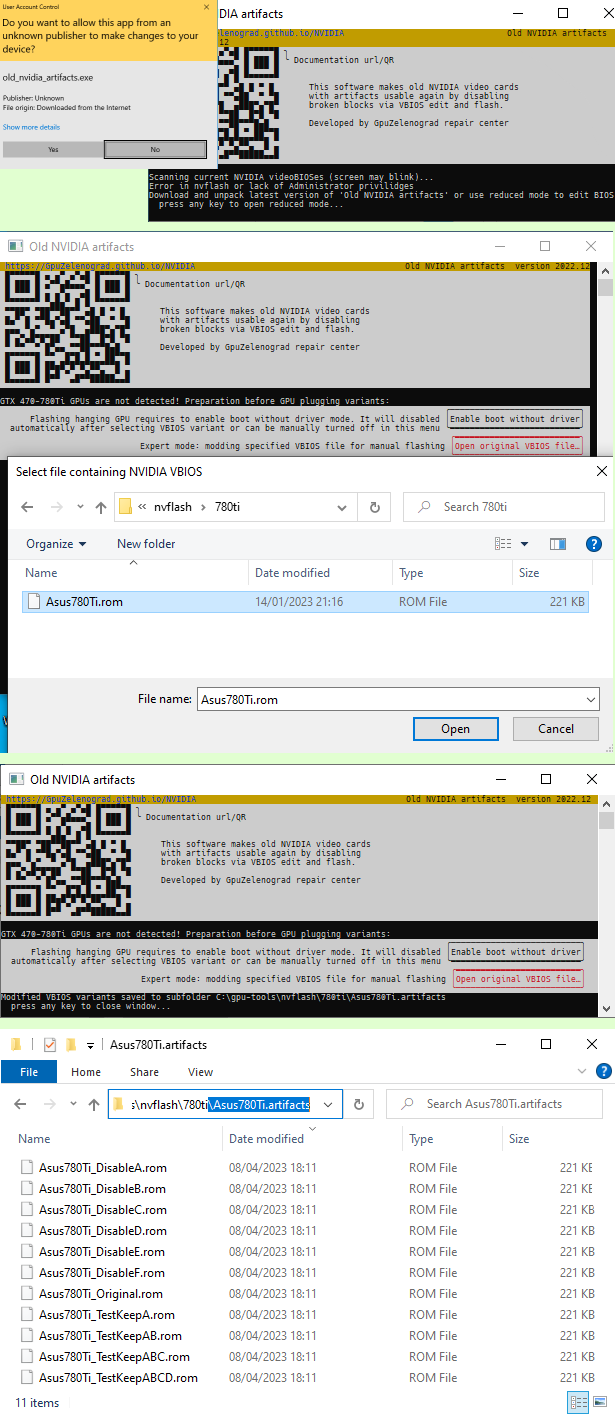 User Account Control
Do you want to allow this app from an
unknown publisher to make changes to your
device?
old_nvidia_artifacts.exe
Publisher: Unknown
File origin: Downloaded from the Internet
Show more details
Yes No
DIA artifacts
elenograd.github.io/NVIDIA Old NVIDIA artifacts
12
Documentation url/QR
This software makes old NVIDIA video cards
with artifacts usable again by disabling
broken blocks via VBIOS edit and flash.
Developed by GpuZelenograd repair center
Scanning current NVIDIA videoBIOSes (screen may blink)...
Error in nvflash or lack of Administrator privilidges
Download and unpack latest version of 'Old NVIDIA artifacts' or use reduced mode to edit BIOS
press any key to open reduced mode...
Old NVIDIA artifacts
https://GpuZelenograd.github.io/NVIDIA Old NVIDIA artifacts version 2022.12
Documentation url/QR
This software makes old NVIDIA video cards
with artifacts usable again by disabling
broken blocks via VBIOS edit and flash.
Developed by GpuZelenograd repair center
GTX 470-780Ti GPUs are not detected! Preparation before GPU plugging variants:
Flashing hanging GPU requires to enable boot without driver mode. It will disabled
automatically after selecting VBIOS variant or can be manually turned off in this menu
Enable boot without driver
Expert mode: modding specified VBIOS file for manual flashing
Open original VBIOS file…
Select file containing NVIDIA VBIOS
« nvflash › 780ti
Search 780ti
Organize New folder
Name Date modified Type Size
Asus780Ti.rom 14/01/2023 21:16 ROM File 221 KB
File name: Asus780Ti.rom
Open Cancel
Old NVIDIA artifacts
https://GpuZelenograd.github.io/NVIDIA Old NVIDIA artifacts version 2022.12
Documentation url/QR
This software makes old NVIDIA video cards
with artifacts usable again by disabling
broken blocks via VBIOS edit and flash.
Developed by GpuZelenograd repair center
GTX 470-780Ti GPUs are not detected! Preparation before GPU plugging variants:
Flashing hanging GPU requires to enable boot without driver mode. It will disabled
automatically after selecting VBIOS variant or can be manually turned off in this menu
Enable boot without driver
Expert mode: modding specified VBIOS file for manual flashing
Open original VBIOS file…
Modified VBIOS variants saved to subfolder C:\gpu-tools\nvflash\780ti\Asus780Ti.artifacts
press any key to close window...
Asus780Ti.artifacts
File Home Share View
s\nvflash\780ti\Asus780Ti.artifacts
Search Asus780Ti.artifacts
Name Date modified Type Size
Asus780Ti_DisableA.rom 08/04/2023 18:11 ROM File 221 KB
Asus780Ti_DisableB.rom 08/04/2023 18:11 ROM File 221 KB
Asus780Ti_DisableC.rom 08/04/2023 18:11 ROM File 221 KB
Asus780Ti_DisableD.rom 08/04/2023 18:11 ROM File 221 KB
Asus780Ti_DisableE.rom 08/04/2023 18:11 ROM File 221 KB
Asus780Ti_DisableF.rom 08/04/2023 18:11 ROM File 221 KB
Asus780Ti_Original.rom 08/04/2023 18:11 ROM File 221 KB
Asus780Ti_TestKeepA.rom 08/04/2023 18:11 ROM File 221 KB
Asus780Ti_TestKeepAB.rom 08/04/2023 18:11 ROM File 221 KB
Asus780Ti_TestKeepABC.rom 08/04/2023 18:11 ROM File 221 KB
Asus780Ti_TestKeepABCD.rom 08/04/2023 18:11 ROM File 221 KB
11 items